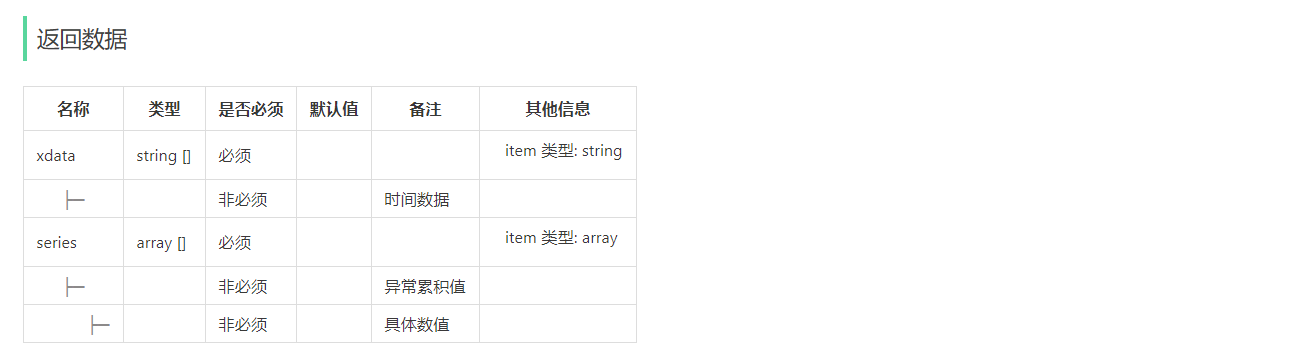 返回数据
名称 类型 是否必须 默认值 备注 其他信息
xdata string [] 必须 item 类型: string
├─ 非必须 时间数据
series array [] 必须 item 类型: array
├─ 非必须 异常累积值
├─ 非必须 具体数值